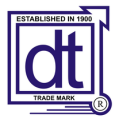 ESTABLISHED IN 1900
dt
TRADE MARK
®